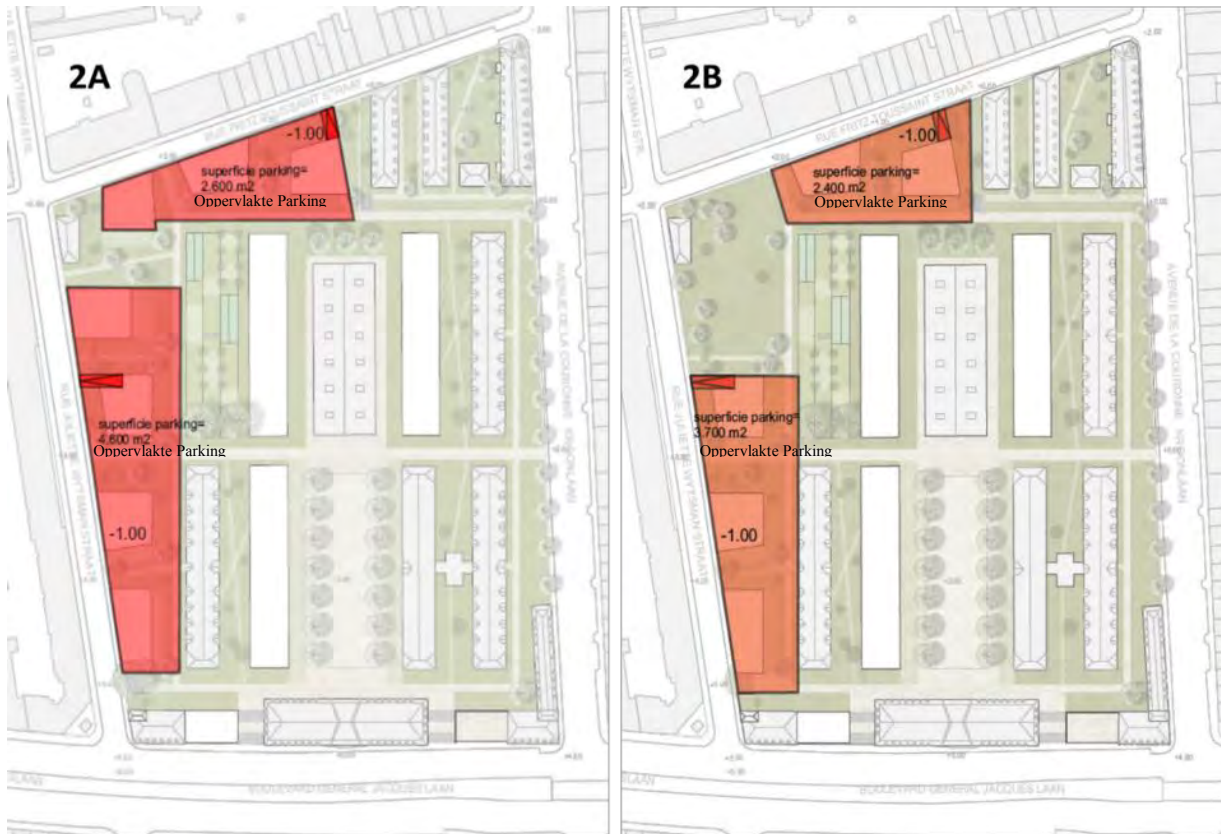 2A
RUE FRITZ TOUSSAINT STRAAT
-1.00
superficie parking=
2.600 m2
Oppervlakte Parking
superficie parking=
4.600 m2
Oppervlakte Parking
-1.00
RUE JULIETTE WYTSMAN STRAAT
AVENUE DE LA COURONNE KROONLAAN
BOULEVARD GENERAL JACQUES LAAN
2B
RUE FRITZ TOUSSAINT STRAAT
-1.00
superficie parking=
2.400 m2
Oppervlakte Parking
superficie parking=
3.700 m2
Oppervlakte Parking
-1.00
RUE JULIETTE WYTSMAN STRAAT
AVENUE DE LA COURONNE KROONLAAN
BOULEVARD GENERAL JACQUES LAAN